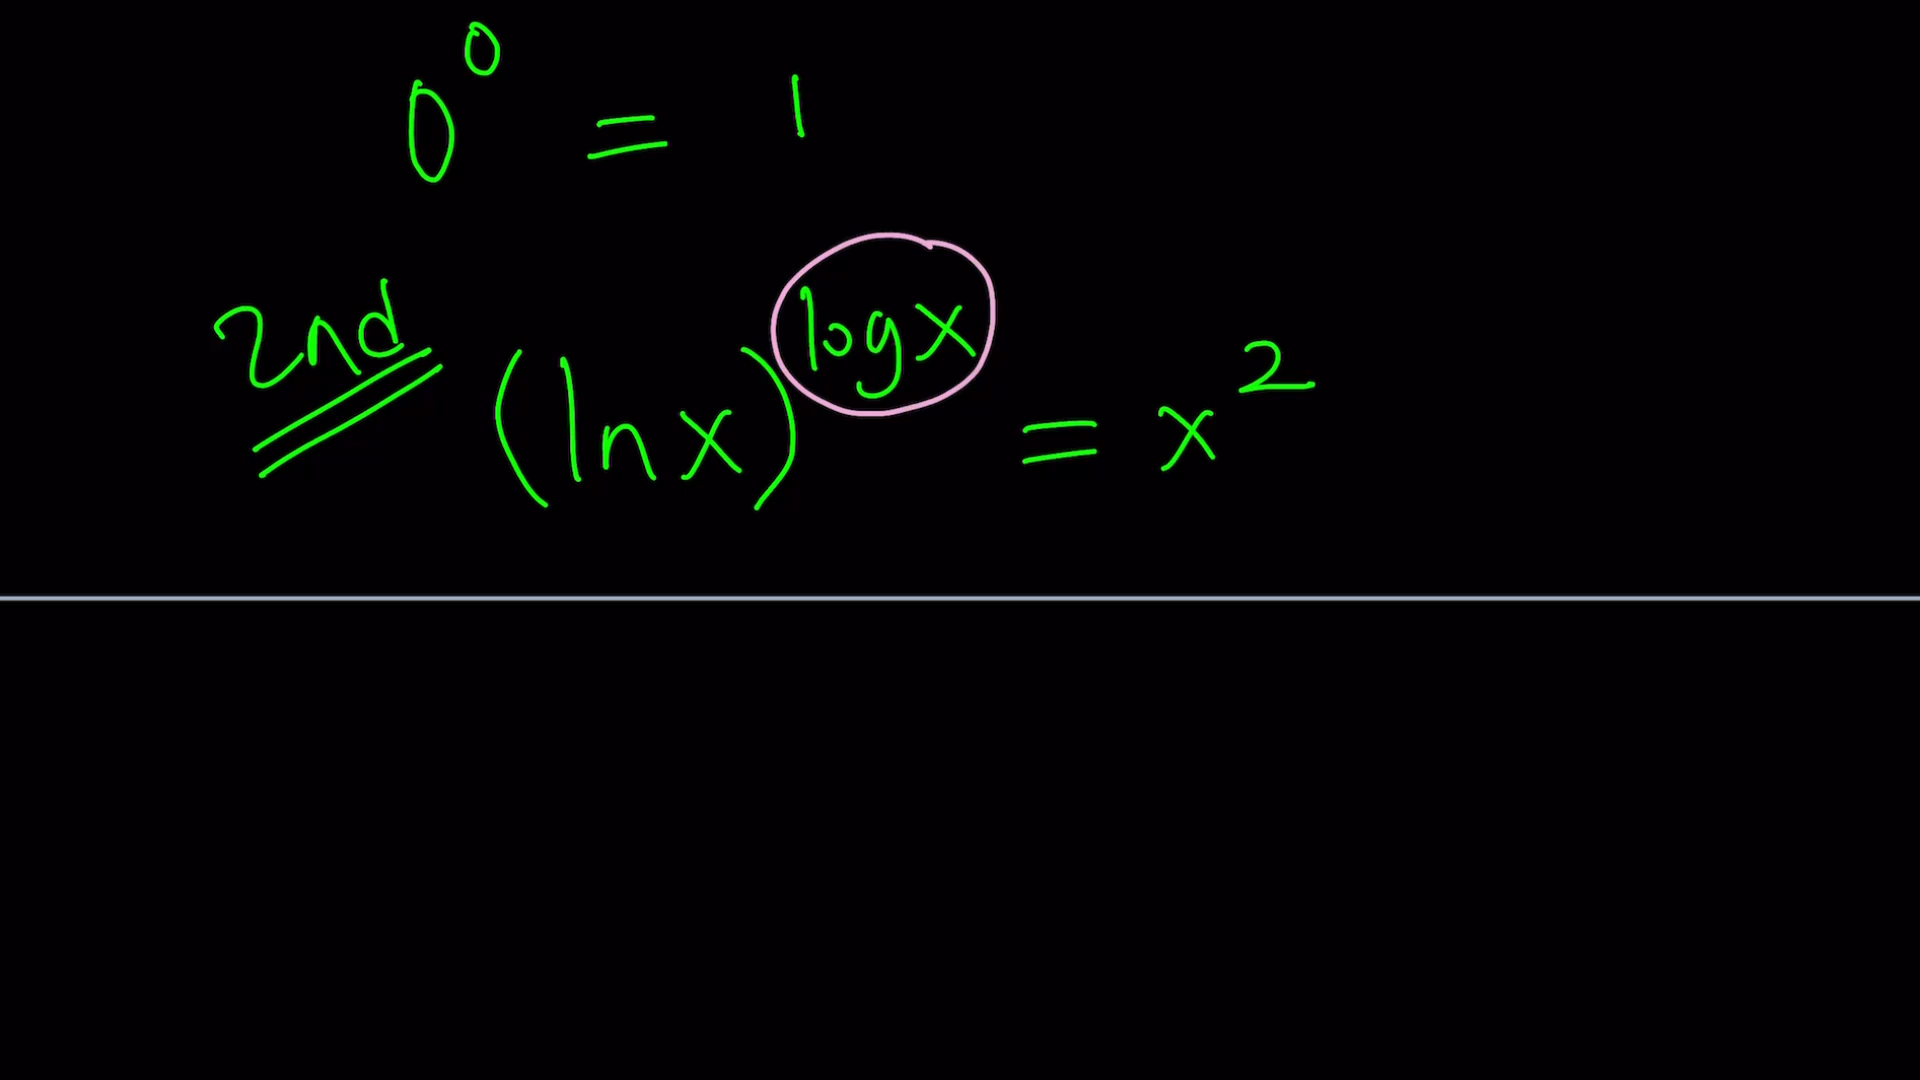 0^0 = 1
2nd (ln x)^log x = x^2